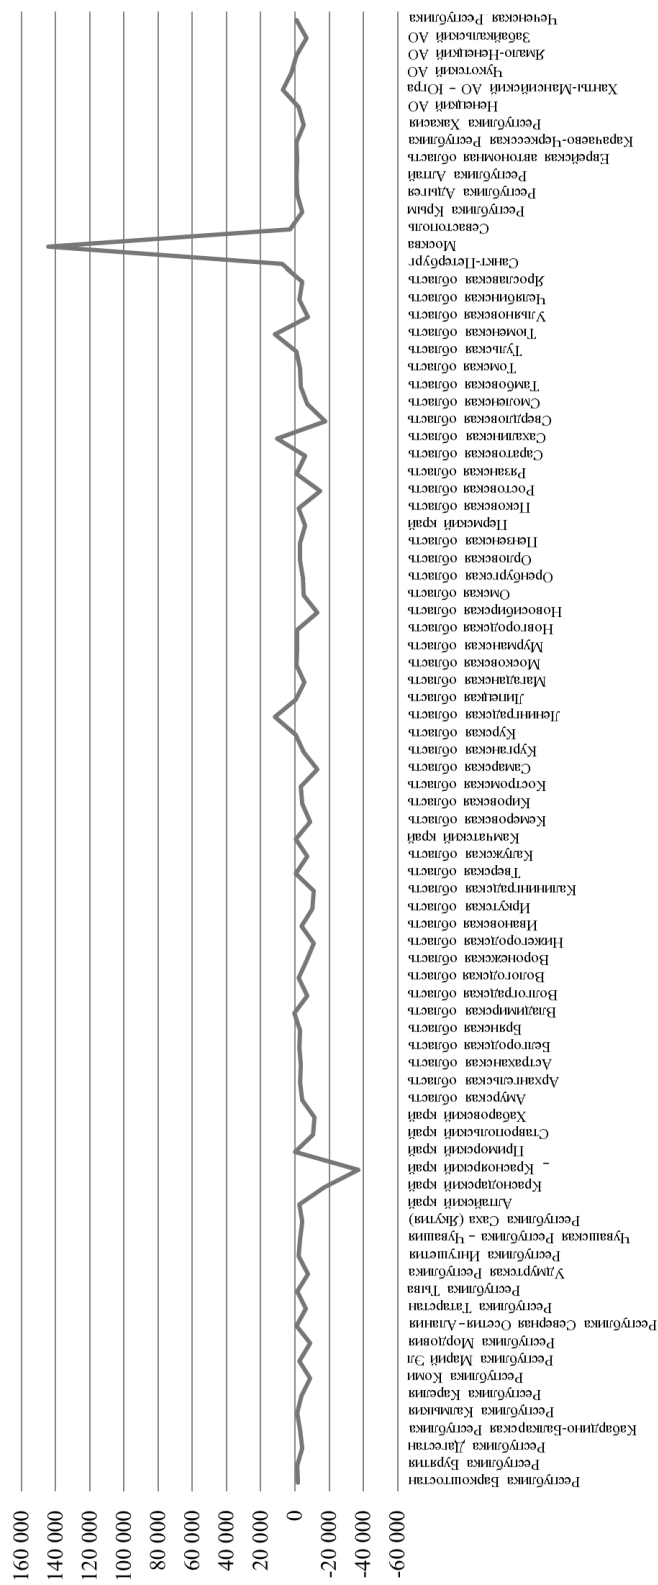 Чеченская Республика
Забайкальский АО
Ямало-Ненецкий АО
Чукотский АО
Ханты-Мансийский АО – Югра
Ненецкий АО
Республика Хакасия
Карачаево-Черкесская Республика
Еврейская автономная область
Республика Алтай
Республика Адыгея
Республика Крым
Севастополь
Москва
Санкт-Петербург
Ярославская область
Челябинская область
Ульяновская область
Тюменская область
Тульская область
Томская область
Тамбовская область
Смоленская область
Свердловская область
Сахалинская область
Саратовская область
Рязанская область
Ростовская область
Псковская область
Пермский край
Пензенская область
Орловская область
Оренбургская область
Омская область
Новосибирская область
Новгородская область
Мурманская область
Московская область
Магаданская область
Липецкая область
Ленинградская область
Курская область
Курганская область
Самарская область
Костромская область
Кировская область
Кемеровская область
Камчатский край
Калужская область
Тверская область
Калининградская область
Иркутская область
Ивановская область
Нижегородская область
Воронежская область
Вологодская область
Волгоградская область
Владимирская область
Брянская область
Белгородская область
Астраханская область
Архангельская область
Амурская область
Хабаровский край
Ставропольский край
Приморский край
– Красноярский край
Краснодарский край
Алтайский край
Республика Саха (Якутия)
Чувашская Республика – Чувашия
Республика Ингушетия
Удмуртская Республика
Республика Тыва
Республика Татарстан
Республика Северная Осетия–Алания
Республика Мордовия
Республика Марий Эл
Республика Коми
Республика Карелия
Республика Калмыкия
Кабардино-Балкарская Республика
Республика Дагестан
Республика Бурятия
Республика Баркоштостан
160 000
140 000
120 000
100 000
80 000
60 000
40 000
20 000
0
-20 000
-40 000
-60 000